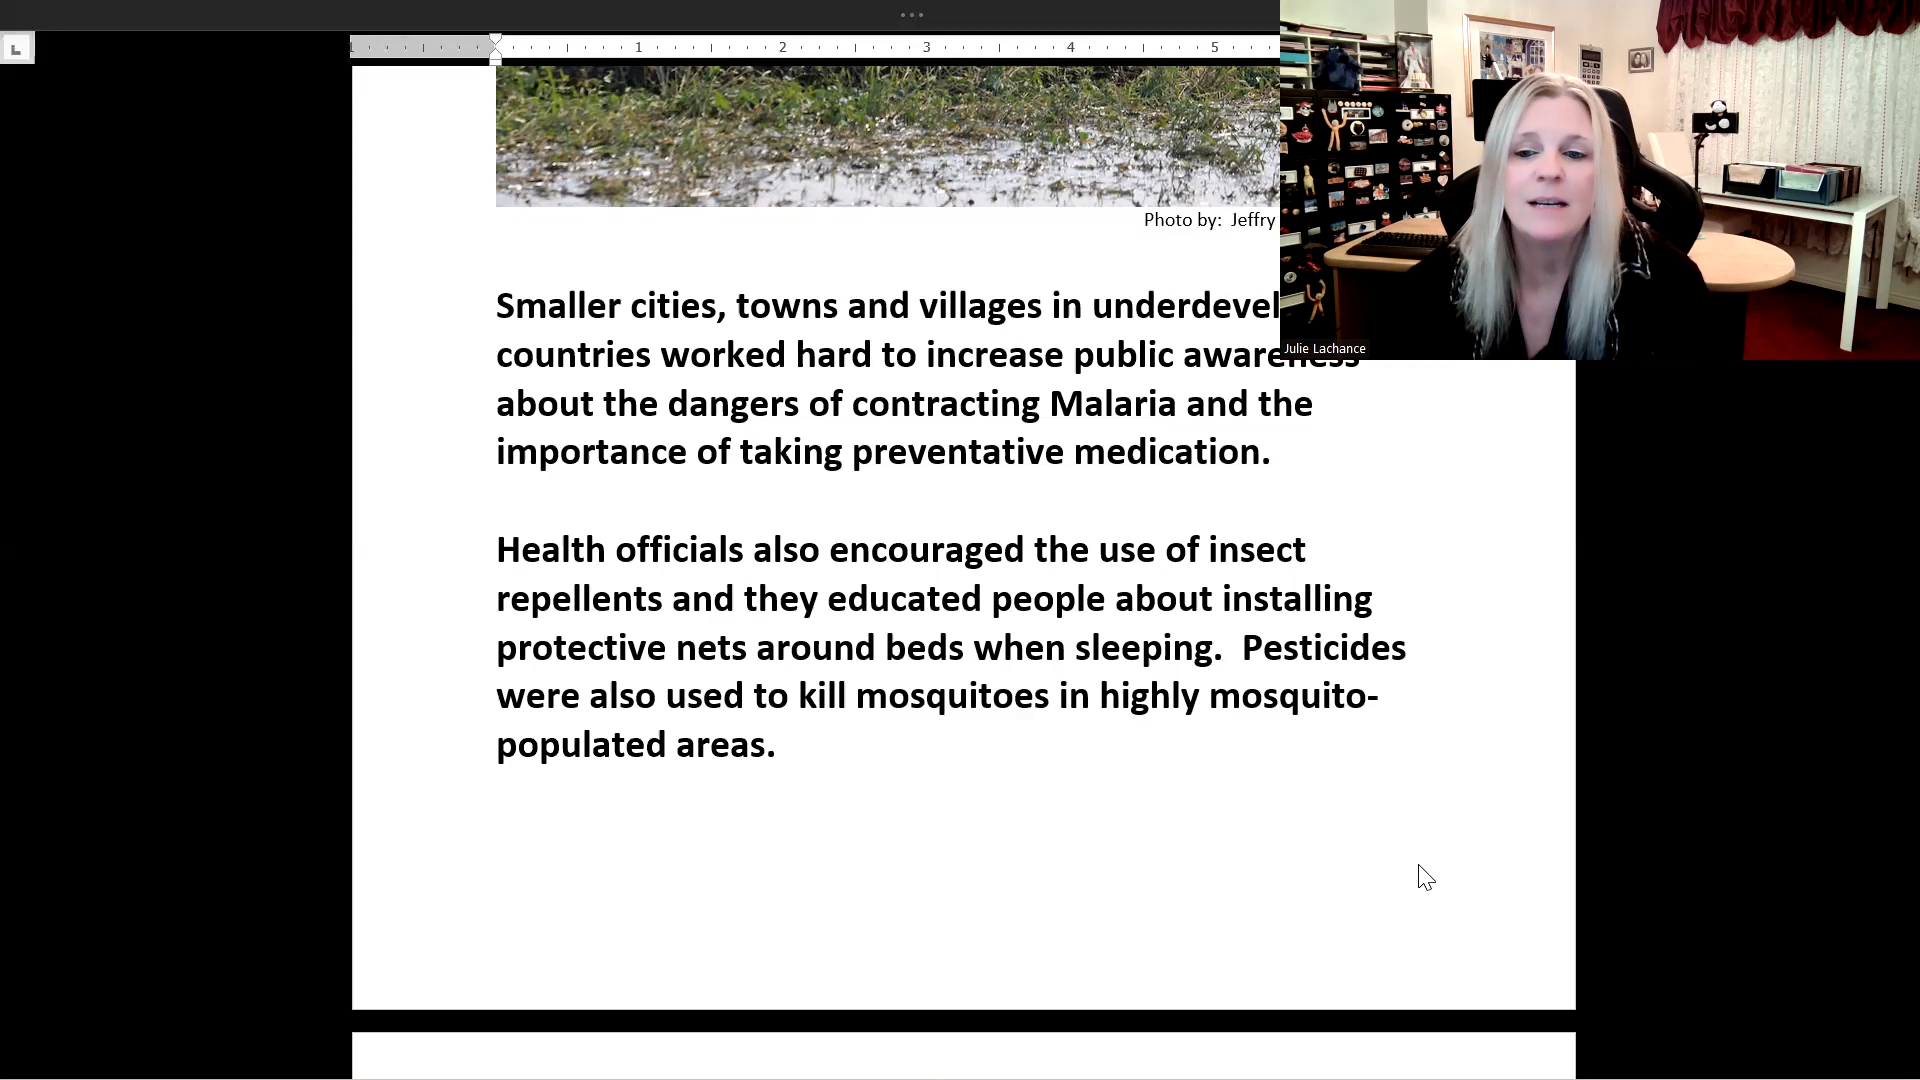 1 1 2 3 4 5
Photo by: Jeffry
Smaller cities, towns and villages in underdevel
countries worked hard to increase public awareness
about the dangers of contracting Malaria and the
importance of taking preventative medication.
Health officials also encouraged the use of insect
repellents and they educated people about installing
protective nets around beds when sleeping. Pesticides
were also used to kill mosquitoes in highly mosquito-
populated areas.
Julie Lachance